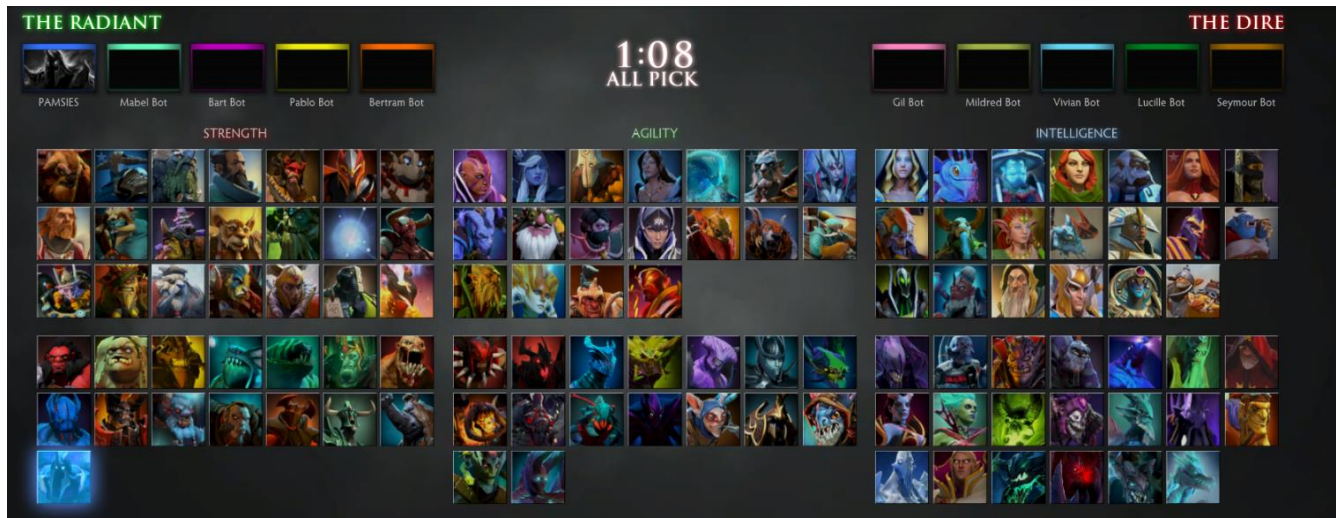 THE RADIANT
THE DIRE
1:08
ALL PICK
PAMSIES
Mabel Bot
Bart Bot
Pablo Bot
Bertram Bot
Gil Bot
Mildred Bot
Vivian Bot
Lucille Bot
Seymour Bot
STRENGTH
AGILITY
INTELLIGENCE